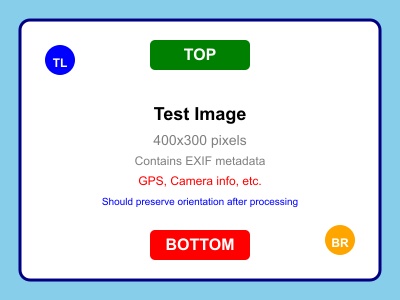 TOP
TL
Test Image
400x300 pixels
Contains EXIF metadata
GPS, Camera info, etc.
Should preserve orientation after processing
BR
BOTTOM